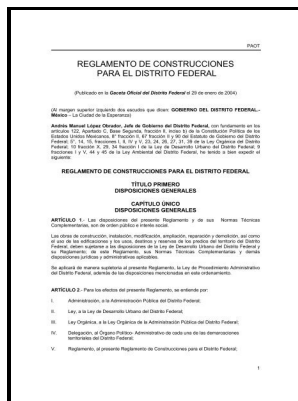 PAOT
REGLAMENTO DE CONSTRUCCIONES
PARA EL DISTRITO FEDERAL
(Publicado en la Gaceta Oficial del Distrito Federal el 29 de enero de 2004)
(Al margen superior izquierdo dos escudos que dicen: GOBIERNO DEL DISTRITO FEDERAL.–
México – La Ciudad de la Esperanza)
Andrés Manuel López Obrador, Jefe de Gobierno del Distrito Federal, con fundamento en los
artículos 122, Apartado C, Base Segunda, fracción II, inciso b) de la Constitución Política de los
Estados Unidos Mexicanos, 8° fracción II, 67 fracción II y 90 del Estatuto de Gobierno del Distrito
Federal; 5°, 14, 15, fracciones I, II, IV y V, 23, 24, 26, 27, 31, 39 de la Ley Orgánica del Distrito
Federal; 10 fracción X, 29, 34 fracción I de la Ley de Desarrollo Urbano del Distrito Federal, 9
fracciones I y V, 44 y 45 de la Ley Ambiental del Distrito Federal, he tenido a bien expedir el
siguiente:
REGLAMENTO DE CONSTRUCCIONES PARA EL DISTRITO FEDERAL
TÍTULO PRIMERO
DISPOSICIONES GENERALES
CAPÍTULO ÚNICO
DISPOSICIONES GENERALES
ARTÍCULO 1.- Las disposiciones del presente Reglamento y de sus Normas Técnicas
Complementarias, son de orden público e interés social.
Las obras de construcción, instalación, modificación, ampliación, reparación y demolición, así como
el uso de las edificaciones y los usos, destinos y reservas de los predios del territorio del Distrito
Federal, deben sujetarse a las disposiciones de la Ley de Desarrollo Urbano del Distrito Federal y
su Reglamento; de este Reglamento, sus Normas Técnicas Complementarias y demás
disposiciones jurídicas y administrativas aplicables.
Se aplicará de manera supletoria al presente Reglamento, la Ley de Procedimiento Administrativo
del Distrito Federal, además de las disposiciones mencionadas en este ordenamiento.
ARTÍCULO 2.- Para los efectos del presente Reglamento, se entiende por:
I. Administración, a la Administración Pública del Distrito Federal;
II. Ley, a la Ley de Desarrollo Urbano del Distrito Federal;
III. Ley Orgánica, a la Ley Orgánica de la Administración Pública del Distrito Federal;
IV. Delegación, al Órgano Político- Administrativo de cada una de las demarcaciones
territoriales del Distrito Federal;
V. Reglamento, al presente Reglamento de Construcciones para el Distrito Federal;
1